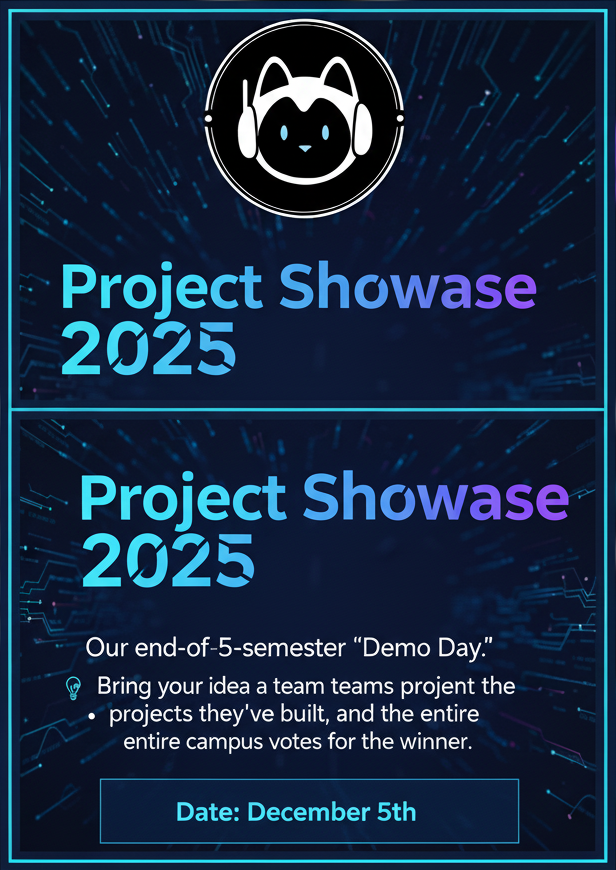 Project Showase
2025
Project Showase
2025
Our end-of-5-semester “Demo Day.”
Bring your idea a team teams projent the
• projects they've built, and the entire
entire campus votes for the winner.
Date: December 5th